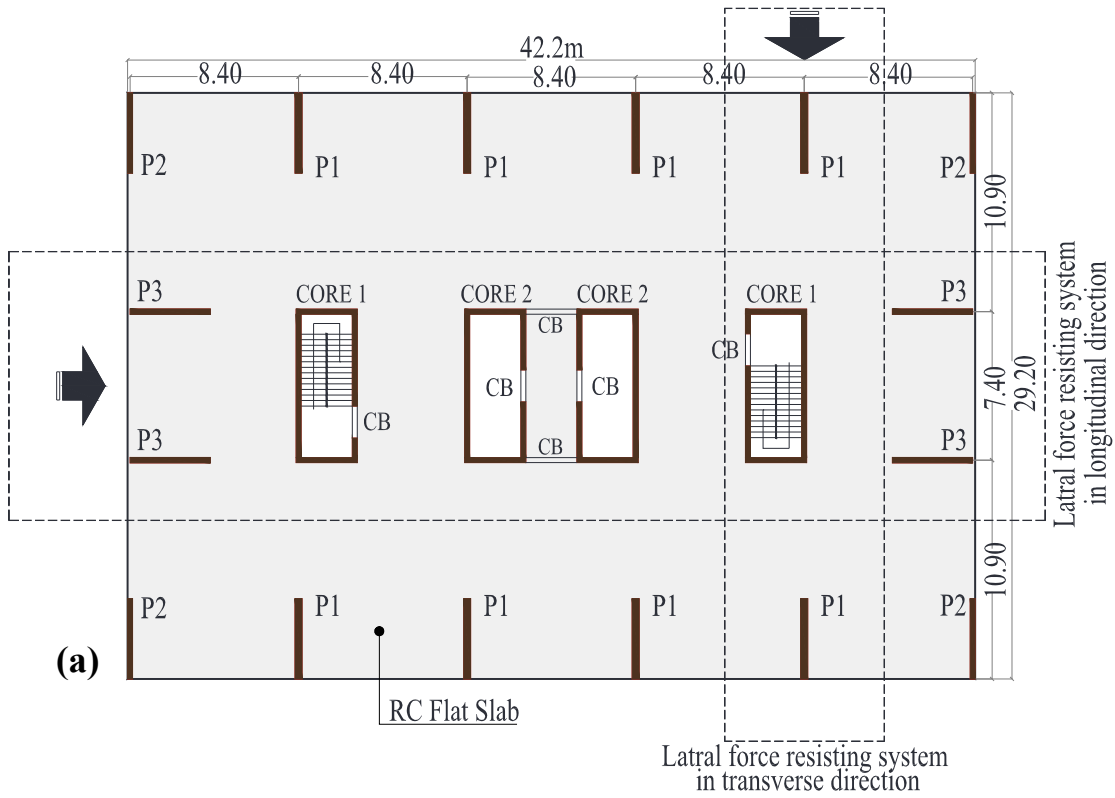 42.2m
8.40
8.40
8.40
8.40
8.40
P2
P1
P1
P1
P1
P2
10.90
P3
CORE 1
CORE 2
CORE 2
CORE 1
P3
CB
CB
CB
CB
CB
CB
7.40
29.20
Latral force resisting system
in longitudinal direction
P3
P3
P2
P1
P1
P1
P1
P2
10.90
(a)
RC Flat Slab
Latral force resisting system
in transverse direction